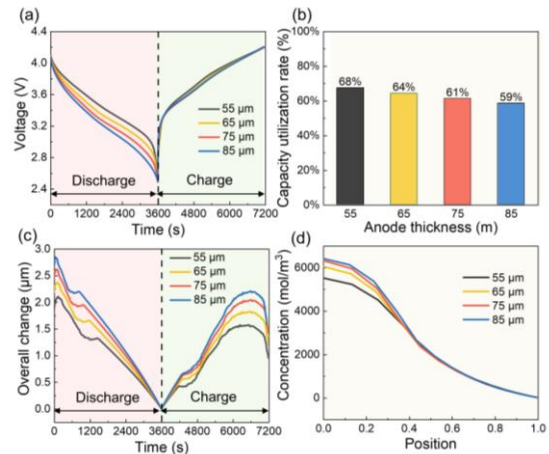 (a)
4.4
4.0
3.6
3.2
2.8
2.4
Voltage (V)
55 μm
65 μm
75 μm
85 μm
Discharge
Charge
0 1200 2400 3600 4800 6000 7200
Time (s)
(b)
100%
80%
60%
40%
20%
0%
Capacity utilization rate (%)
68% 64% 61% 59%
55 65 75 85
Anode thickness (m)
(c)
3.0
2.5
2.0
1.5
1.0
0.5
0.0
Overall change (μm)
55 μm
65 μm
75 μm
85 μm
Discharge
Charge
0 1200 2400 3600 4800 6000 7200
Time (s)
(d)
6000
4000
2000
0
Concentration (mol/m³)
55 μm
65 μm
75 μm
85 μm
0.0 0.2 0.4 0.6 0.8 1.0
Position